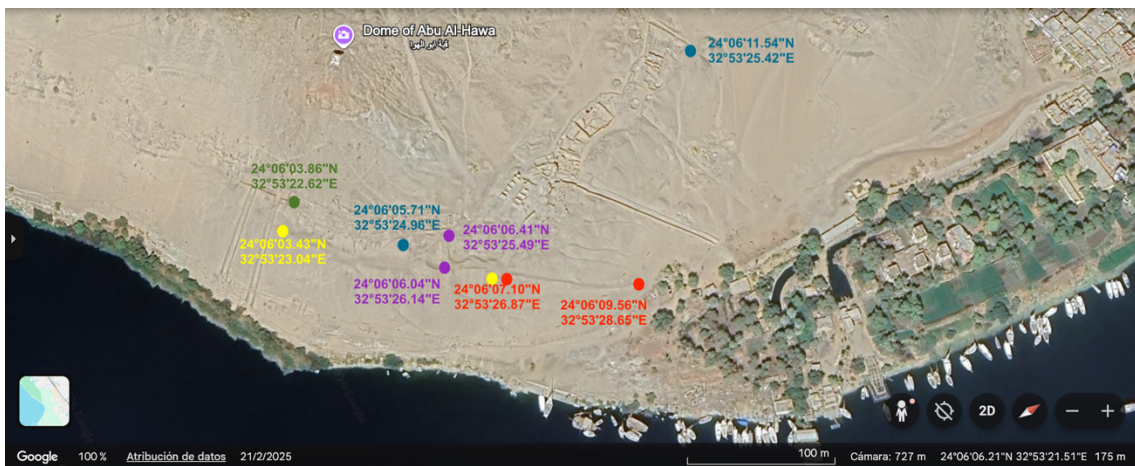 Dome of Abu Al-Hawa
قبة أبو الهوا
24°06'11.54"N
32°53'25.42"E
24°06'03.86"N
32°53'22.62"E
24°06'05.71"N
32°53'24.96"E
24°06'06.41"N
32°53'25.49"E
24°06'03.43"N
32°53'23.04"E
24°06'06.04"N
32°53'26.14"E
24°06'07.10"N
32°53'26.87"E
24°06'09.56"N
32°53'28.65"E
2D
Google 100 % Atribución de datos 21/2/2025 100 m Cámara: 727 m 24°06'06.21"N 32°53'21.51"E 175 m